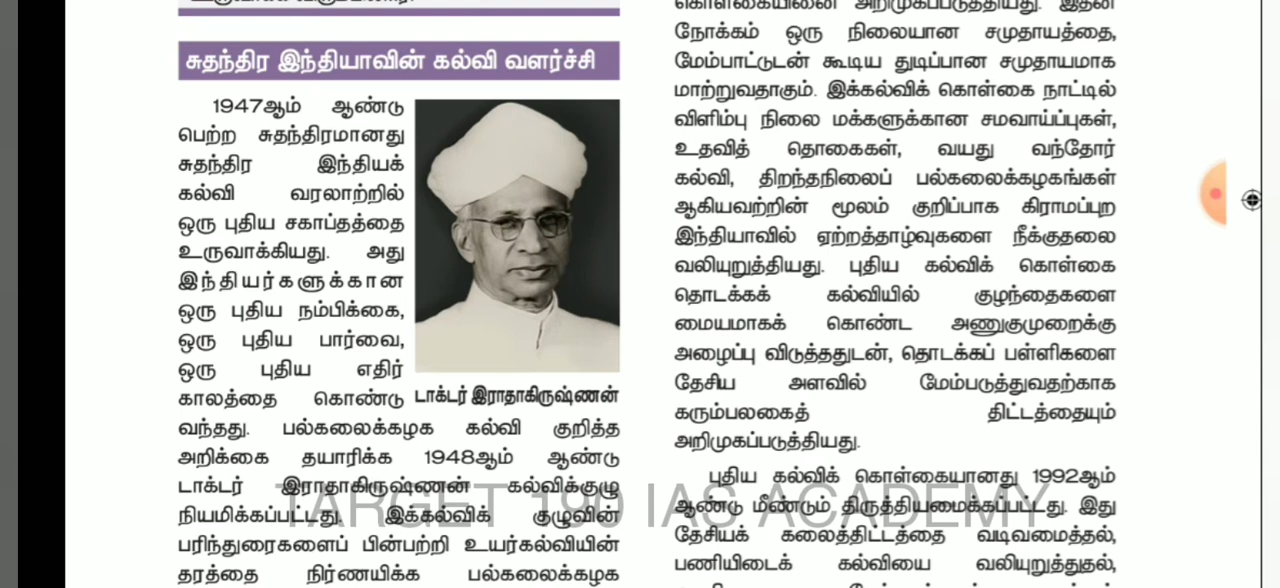 சுதந்திர இந்தியாவின் கல்வி வளர்ச்சி
1947ஆம் ஆண்டு
பெற்ற சுதந்திரமானது
சுதந்திர இந்தியக்
கல்வி வரலாற்றில்
ஒரு புதிய சகாப்தத்தை
உருவாக்கியது. அது
இந்தியர்களுக்கான
ஒரு புதிய நம்பிக்கை,
ஒரு புதிய பார்வை,
ஒரு புதிய எதிர்
காலத்தை கொண்டு
டாக்டர் இராதாகிருஷ்ணன்
வந்தது. பல்கலைக்கழக கல்வி குறித்த
அறிக்கை தயாரிக்க 1948ஆம் ஆண்டு
டாக்டர் இராதாகிருஷ்ணன் கல்விக்குழு
நியமிக்கப்பட்டது. இக்கல்விக் குழுவின்
பரிந்துரைகளைப் பின்பற்றி உயர்கல்வியின்
தரத்தை நிர்ணயிக்க பல்கலைக்கழக
கொள்கையினை அறிமுகப்படுத்தியது. இதன்
நோக்கம் ஒரு நிலையான சமுதாயத்தை,
மேம்பாட்டுடன் கூடிய துடிப்பான சமுதாயமாக
மாற்றுவதாகும். இக்கல்விக் கொள்கை நாட்டில்
விளிம்பு நிலை மக்களுக்கான சமவாய்ப்புகள்,
உதவித் தொகைகள், வயது வந்தோர்
கல்வி, திறந்தநிலைப் பல்கலைக்கழகங்கள்
ஆகியவற்றின் மூலம் குறிப்பாக கிராமப்புற
இந்தியாவில் ஏற்றத்தாழ்வுகளை நீக்குதலை
வலியுறுத்தியது. புதிய கல்விக் கொள்கை
தொடக்கக் கல்வியில் குழந்தைகளை
மையமாகக் கொண்ட அணுகுமுறைக்கு
அழைப்பு விடுத்ததுடன், தொடக்கப் பள்ளிகளை
தேசிய அளவில் மேம்படுத்துவதற்காக
கரும்பலகைத் திட்டத்தையும்
அறிமுகப்படுத்தியது.
புதிய கல்விக் கொள்கையானது 1992ஆம்
ஆண்டு மீண்டும் திருத்தியமைக்கப்பட்டது. இது
தேசியக் கலைத்திட்டத்தை வடிவமைத்தல்,
பணியிடைக் கல்வியை வலியுறுத்துதல்,
TARGET 190 IAS ACADEMY